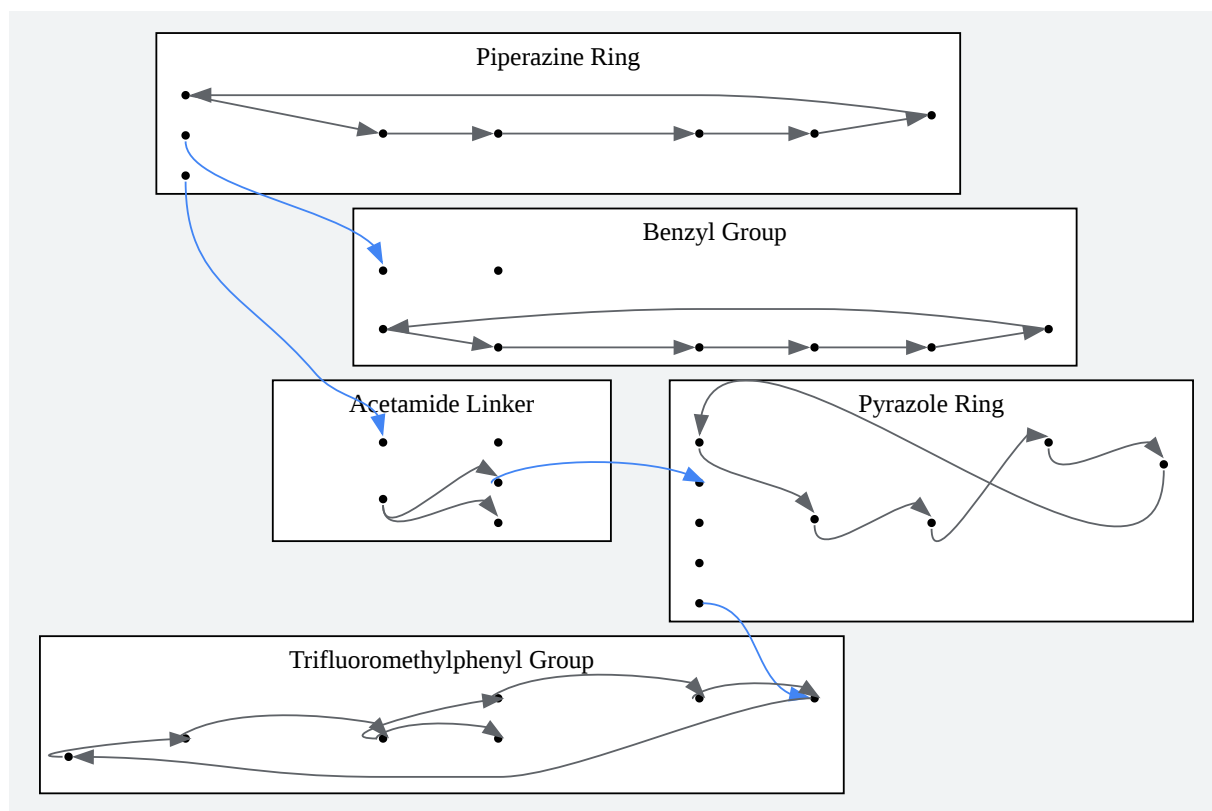 Piperazine Ring
Benzyl Group
Acetamide Linker
Pyrazole Ring
Trifluoromethylphenyl Group